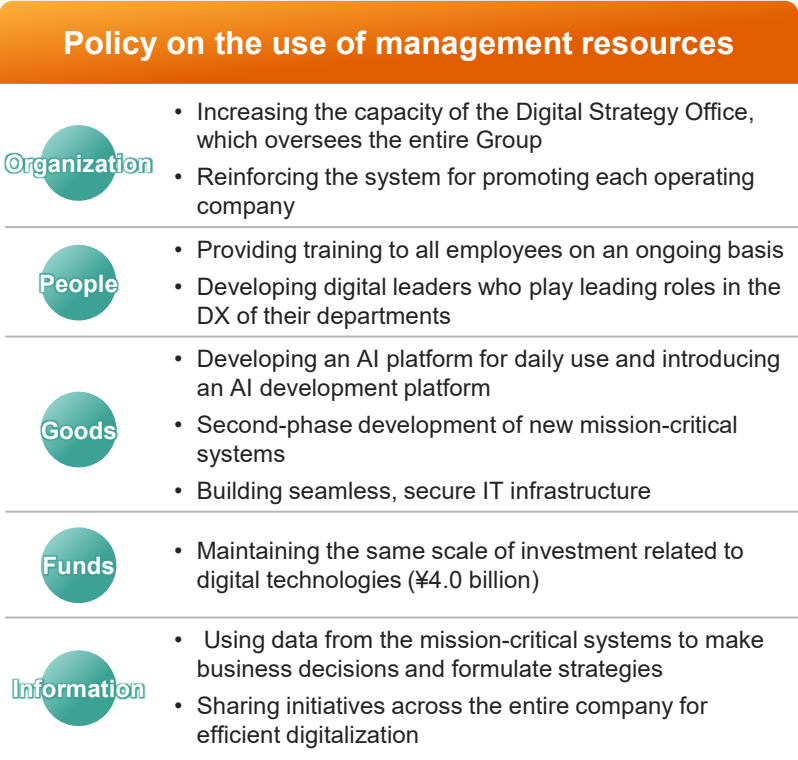 Policy on the use of management resources
Organization
• Increasing the capacity of the Digital Strategy Office,
which oversees the entire Group
• Reinforcing the system for promoting each operating
company
People
• Providing training to all employees on an ongoing basis
• Developing digital leaders who play leading roles in the
DX of their departments
Goods
• Developing an AI platform for daily use and introducing
an AI development platform
• Second-phase development of new mission-critical
systems
• Building seamless, secure IT infrastructure
Funds
• Maintaining the same scale of investment related to
digital technologies (¥4.0 billion)
Information
• Using data from the mission-critical systems to make
business decisions and formulate strategies
• Sharing initiatives across the entire company for
efficient digitalization